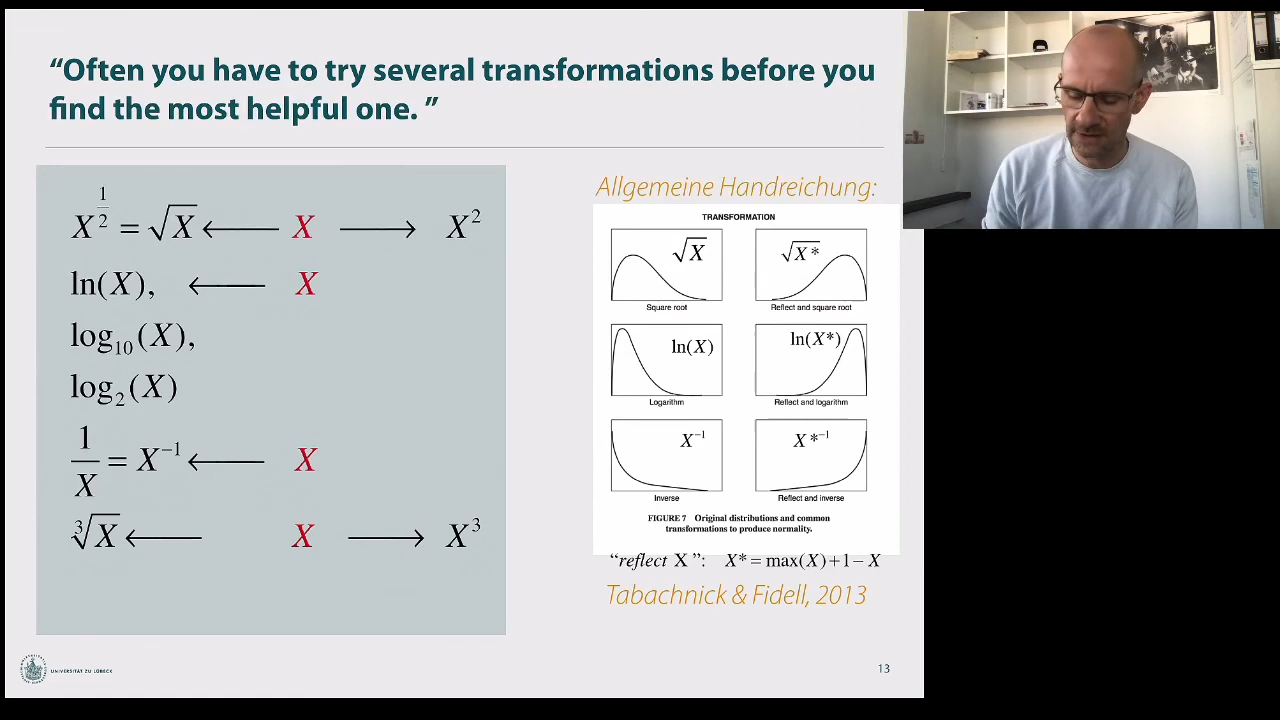 “Often you have to try several transformations before you
find the most helpful one. ”
X^{1/2} = √X ⟵ X ⟶ X²
ln(X), ⟵ X
log₁₀(X),
log₂(X)
1/X = X⁻¹ ⟵ X
∛X ⟵ X ⟶ X³
Allgemeine Handreichung:
TRANSFORMATION
√X √X*
Square root Reflect and square root
ln(X) ln(X*)
Logarithm Reflect and logarithm
X⁻¹ X*⁻¹
Inverse Reflect and inverse
FIGURE 7 Original distributions and common
transformations to produce normality.
“reflect X ”: X* = max(X)+1− X
Tabachnick & Fidell, 2013
UNIVERSITÄT ZU LÜBECK
13